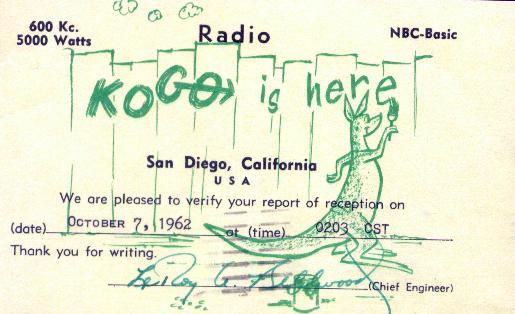 600 Kc.
5000 Watts
Radio
NBC-Basic
KOGO is here
San Diego, California
USA
We are pleased to verify your report of reception on
(date) OCTOBER 7, 1962 at (time) 0203 CST
Thank you for writing.
LeRoy A.
(Chief Engineer)